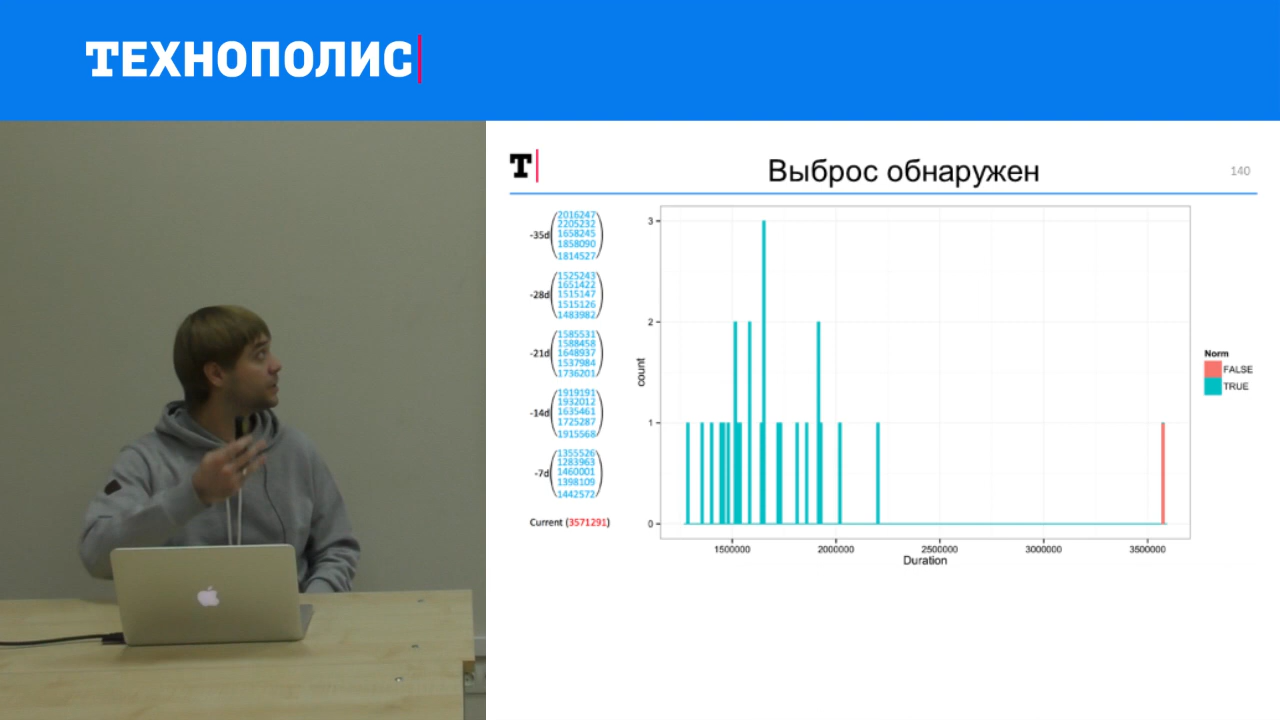 ТЕХНОПОЛИС
T
Выброс обнаружен
140
-35d
2016247
2205232
1658245
1858090
1814527
-28d
1525243
1651422
1515147
1515126
1483982
-21d
1585531
1588458
1648937
1537984
1736201
-14d
1919191
1932012
1635461
1725287
1915568
-7d
1355526
1283963
1460001
1398109
1442572
Current (3571291)
count
3
2
1
0
1500000
2000000
2500000
3000000
3500000
Duration
Norm
FALSE
TRUE